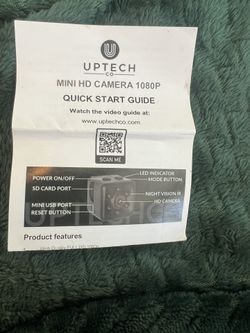 UPTECH
CO
MINI HD CAMERA 1080P
QUICK START GUIDE
Watch the video guide at:
www.uptechco.com
SCAN ME
LED INDICATOR
POWER ON/OFF
MODE BUTTON
SD CARD PORT
MINI USB PORT
NIGHT VISION IR
RESET BUTTON
HD CAMERA
Product features